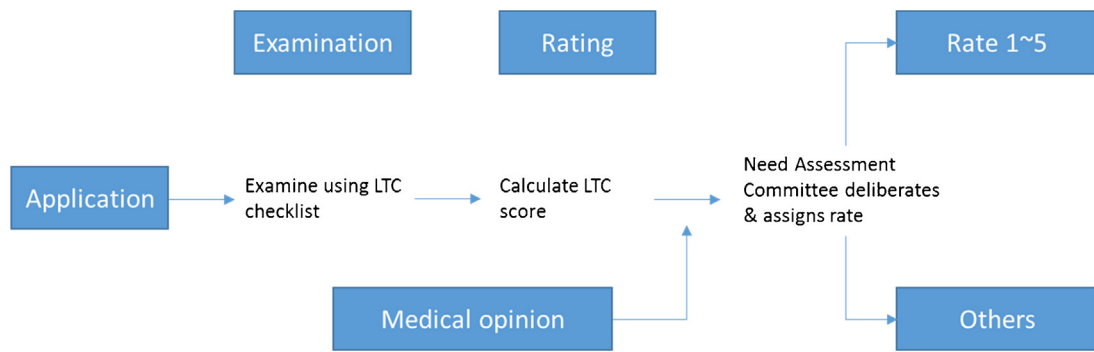 Examination
Rating
Rate 1~5
Application
Examine using LTC
checklist
Calculate LTC
score
Need Assessment
Committee deliberates
& assigns rate
Medical opinion
Others